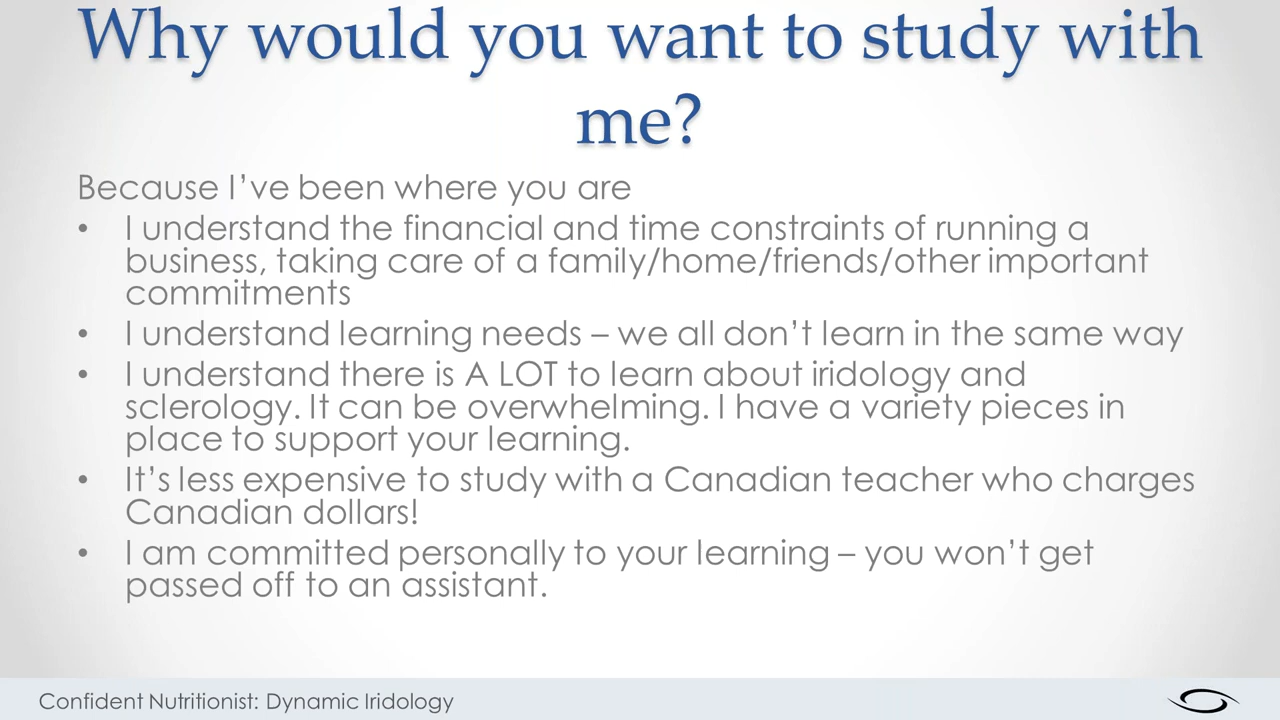 Why would you want to study with
me?
Because I've been where you are
• I understand the financial and time constraints of running a
business, taking care of a family/home/friends/other important
commitments
• I understand learning needs – we all don't learn in the same way
• I understand there is A LOT to learn about iridology and
sclerology. It can be overwhelming. I have a variety pieces in
place to support your learning.
• It's less expensive to study with a Canadian teacher who charges
Canadian dollars!
• I am committed personally to your learning – you won't get
passed off to an assistant.
Confident Nutritionist: Dynamic Iridology